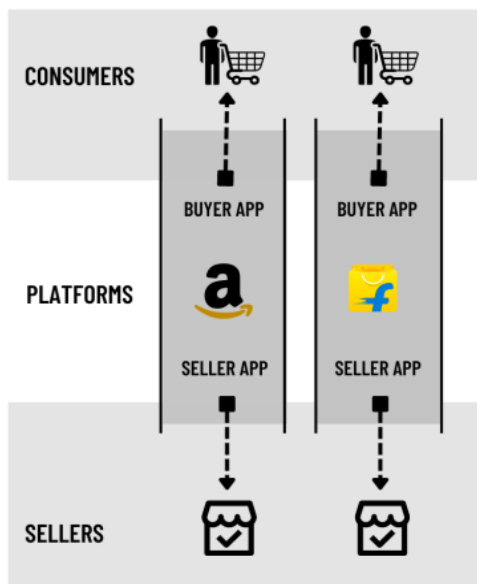 CONSUMERS
BUYER APP
BUYER APP
PLATFORMS
a
f
SELLER APP
SELLER APP
SELLERS